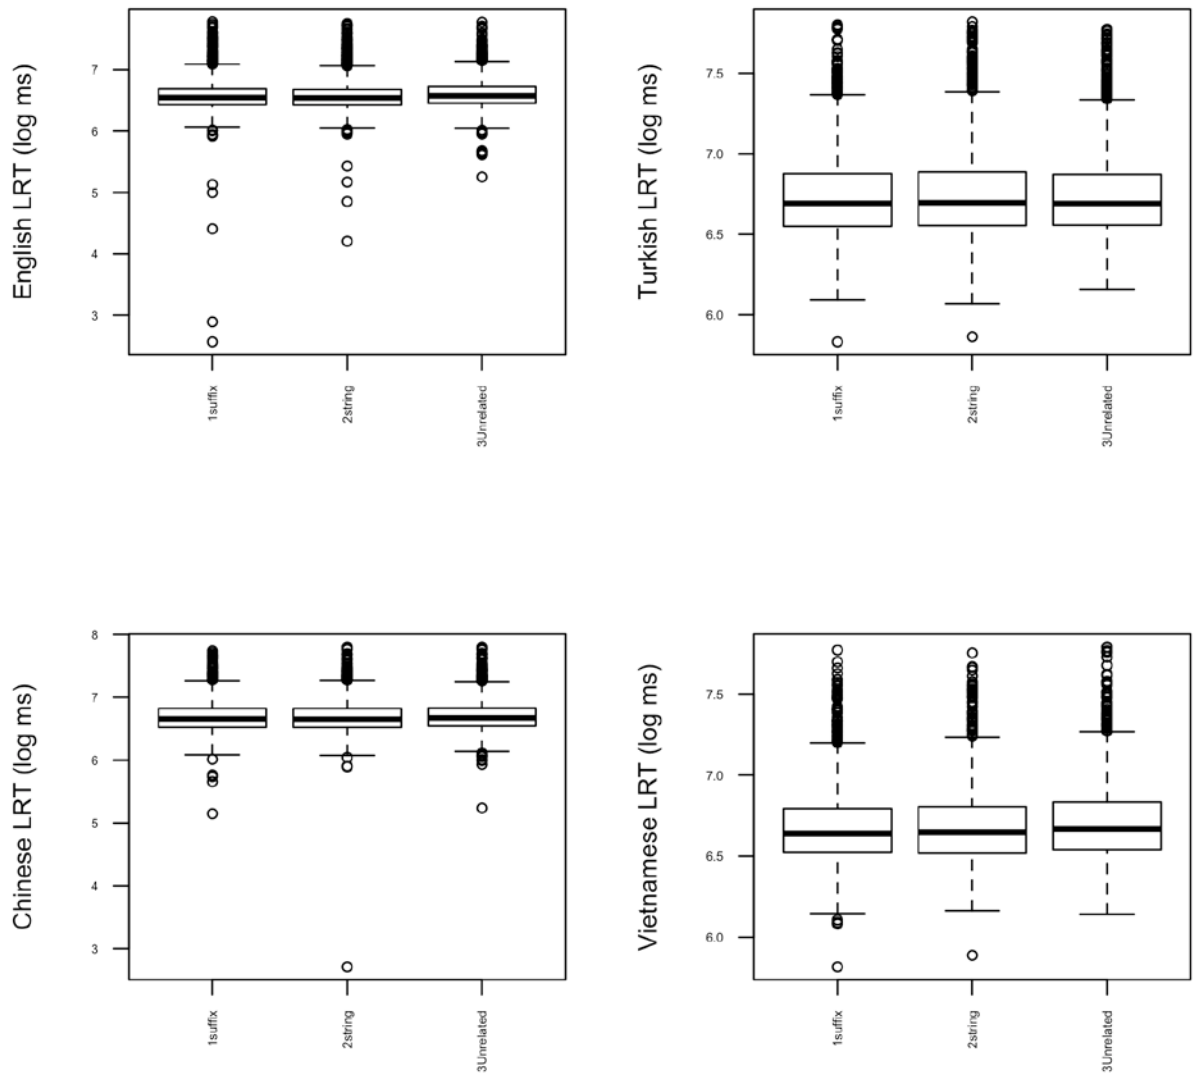 English LRT (log ms)
7
6
5
4
3
1suffix
2string
3Unrelated
Turkish LRT (log ms)
7.5
7.0
6.5
6.0
1suffix
2string
3Unrelated
Chinese LRT (log ms)
8
7
6
5
4
3
1suffix
2string
3Unrelated
Vietnamese LRT (log ms)
7.5
7.0
6.5
6.0
1suffix
2string
3Unrelated